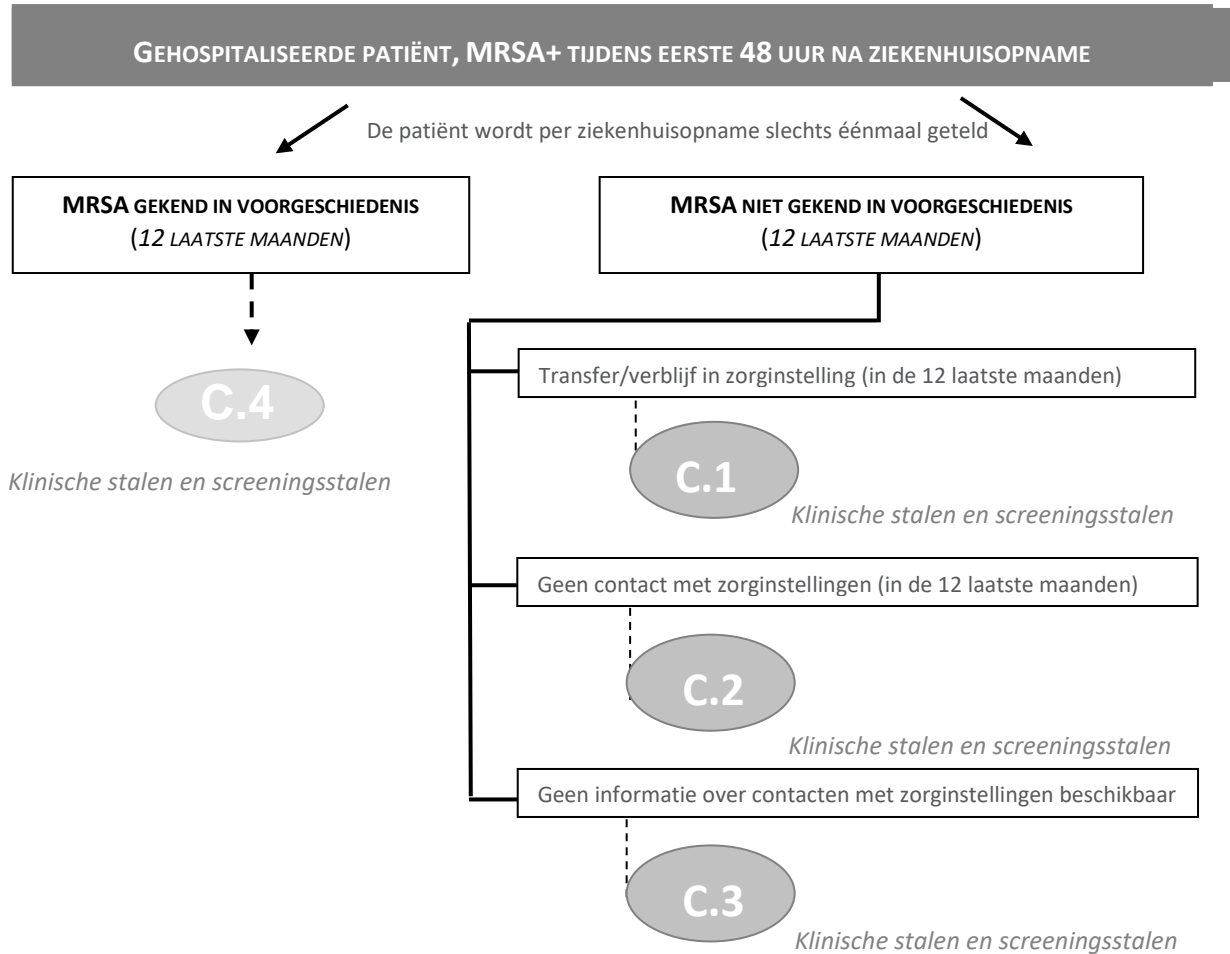 GEHOSPITALISEERDE PATIËNT, MRSA+ TIJDENS EERSTE 48 UUR NA ZIEKENHUISOPNAME
De patiënt wordt per ziekenhuisopname slechts éénmaal geteld
MRSA GEKEND IN VOORGESCHIEDENIS
(12 LAATSTE MAANDEN)
MRSA NIET GEKEND IN VOORGESCHIEDENIS
(12 LAATSTE MAANDEN)
C.4
Klinische stalen en screeningsstalen
Transfer/verblijf in zorginstelling (in de 12 laatste maanden)
C.1
Klinische stalen en screeningsstalen
Geen contact met zorginstellingen (in de 12 laatste maanden)
C.2
Klinische stalen en screeningsstalen
Geen informatie over contacten met zorginstellingen beschikbaar
C.3
Klinische stalen en screeningsstalen